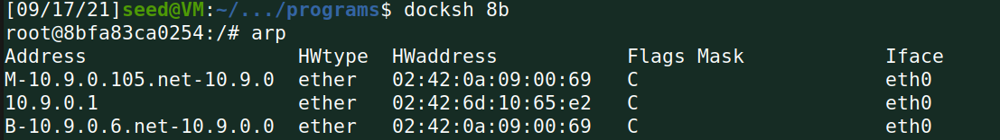 [09/17/21]seed@VM:~/.../programs$ docksh 8b
root@8bfa83ca0254:/# arp
Address                  HWtype  HWaddress           Flags Mask            Iface
M-10.9.0.105.net-10.9.0  ether   02:42:0a:09:00:69   C                     eth0
10.9.0.1                 ether   02:42:6d:10:65:e2   C                     eth0
B-10.9.0.6.net-10.9.0.0  ether   02:42:0a:09:00:69   C                     eth0